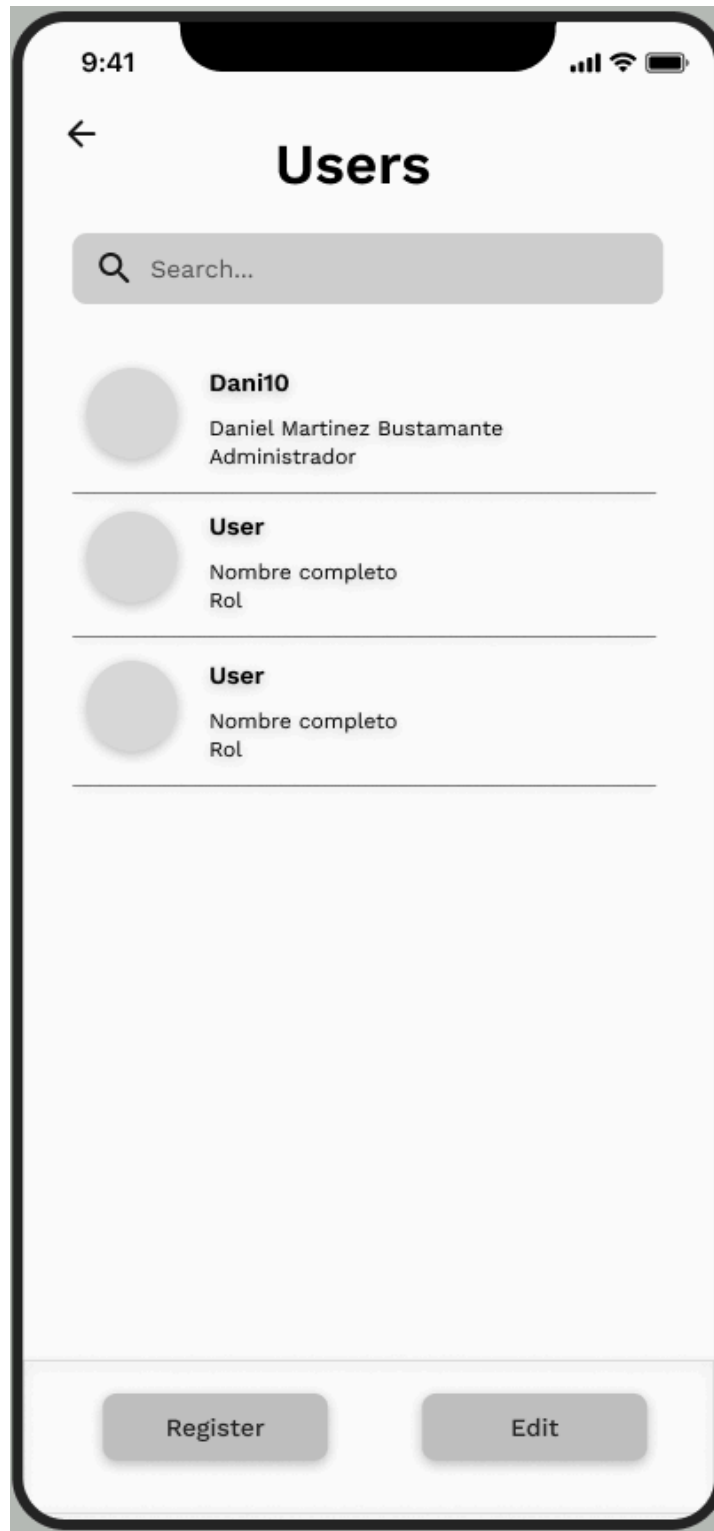 9:41
Users
Search...
Dani10
Daniel Martinez Bustamante
Administrador
User
Nombre completo
Rol
User
Nombre completo
Rol
Register
Edit